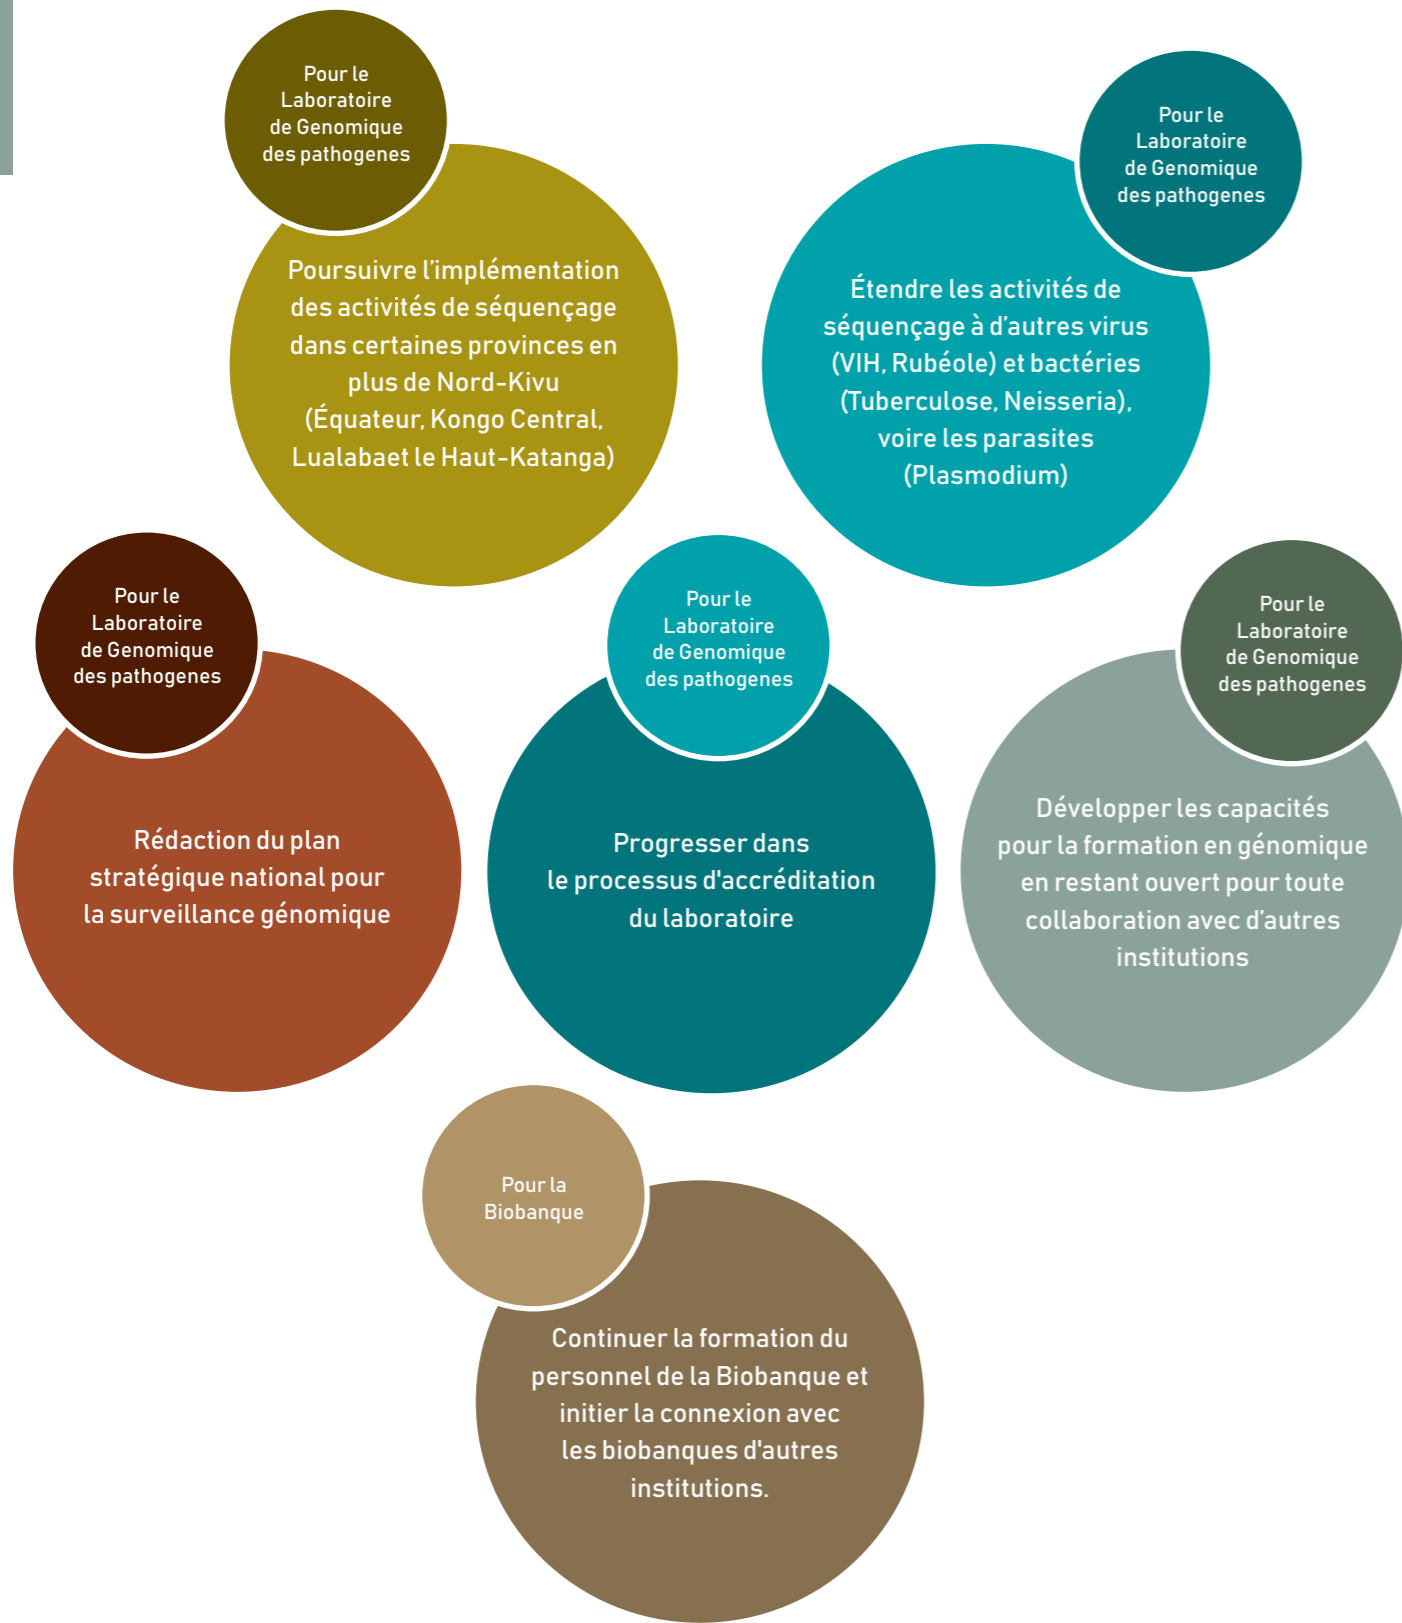 Pour le
Laboratoire
de Genomique
des pathogenes
Poursuivre l'implémentation
des activités de séquençage
dans certaines provinces en
plus de Nord-Kivu
(Équateur, Kongo Central,
Lualabaet le Haut-Katanga)
Pour le
Laboratoire
de Genomique
des pathogenes
Étendre les activités de
séquençage à d'autres virus
(VIH, Rubéole) et bactéries
(Tuberculose, Neisseria),
voire les parasites
(Plasmodium)
Pour le
Laboratoire
de Genomique
des pathogenes
Rédaction du plan
stratégique national pour
la surveillance génomique
Pour le
Laboratoire
de Genomique
des pathogenes
Progresser dans
le processus d'accréditation
du laboratoire
Pour le
Laboratoire
de Genomique
des pathogenes
Développer les capacités
pour la formation en génomique
en restant ouvert pour toute
collaboration avec d'autres
institutions
Pour la
Biobanque
Continuer la formation du
personnel de la Biobanque et
initier la connexion avec
les biobanques d'autres
institutions.